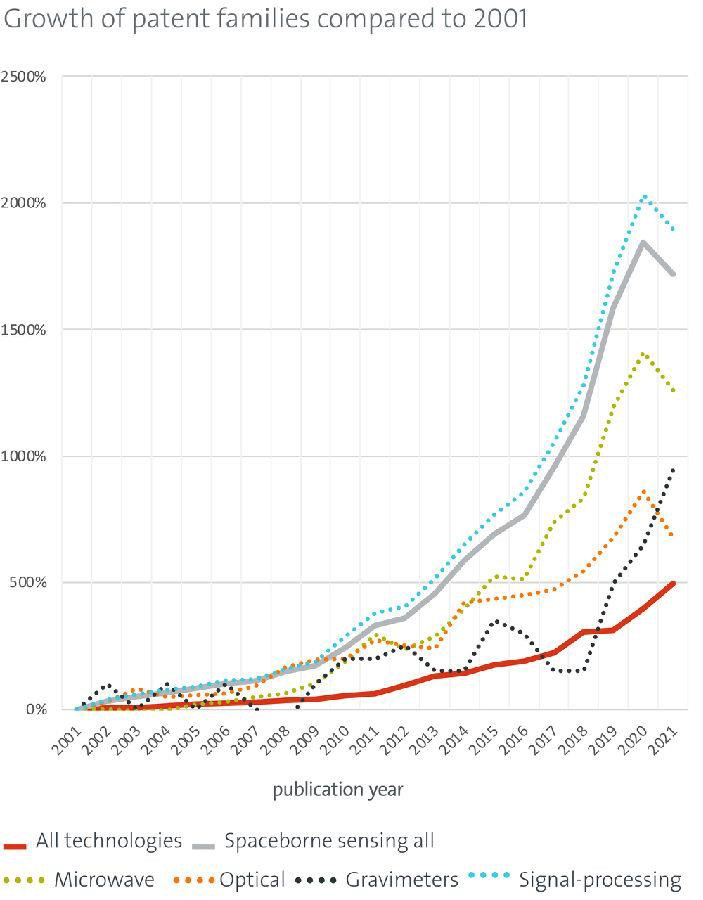 Growth of patent families compared to 2001
2500%
2000%
1500%
1000%
500%
0%
2001 2002 2003 2004 2005 2006 2007 2008 2009 2010 2011 2012 2013 2014 2015 2016 2017 2018 2019 2020 2021
publication year
All technologies Spaceborne sensing all
Microwave Optical Gravimeters Signal-processing